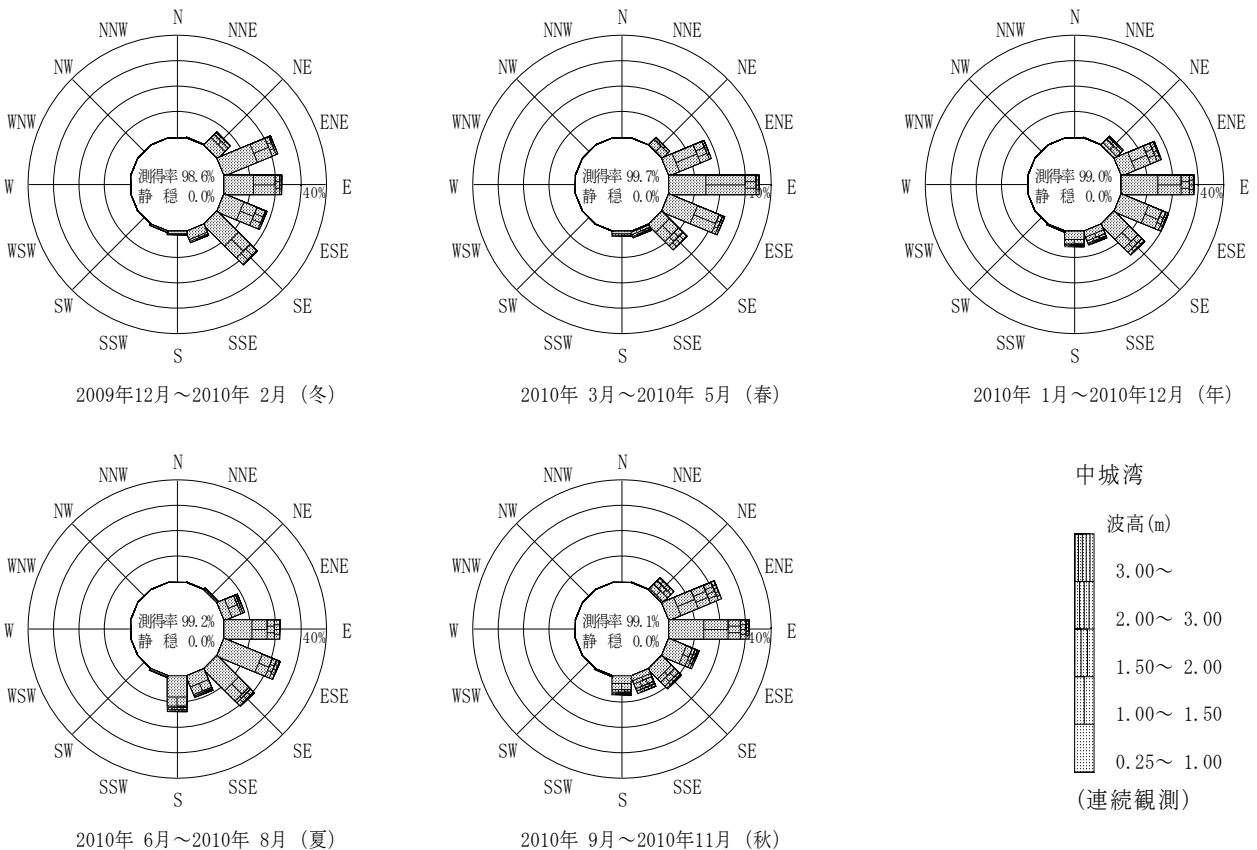 N
NNW
NNE
NW
NE
WNW
ENE
測得率 98.6%
静 穏 0.0%
W
40%
E
WSW
ESE
SW
SE
SSW
SSE
S
2009年12月～2010年 2月 (冬)
N
NNW
NNE
NW
NE
WNW
ENE
測得率 99.7%
静 穏 0.0%
W
40%
E
WSW
ESE
SW
SE
SSW
SSE
S
2010年 3月～2010年 5月 (春)
N
NNW
NNE
NW
NE
WNW
ENE
測得率 99.0%
静 穏 0.0%
W
40%
E
WSW
ESE
SW
SE
SSW
SSE
S
2010年 1月～2010年12月 (年)
N
NNW
NNE
NW
NE
WNW
ENE
測得率 99.2%
静 穏 0.0%
W
40%
E
WSW
ESE
SW
SE
SSW
SSE
S
2010年 6月～2010年 8月 (夏)
N
NNW
NNE
NW
NE
WNW
ENE
測得率 99.1%
静 穏 0.0%
W
40%
E
WSW
ESE
SW
SE
SSW
SSE
S
2010年 9月～2010年11月 (秋)
中城湾
波高(m)
3.00～
2.00～ 3.00
1.50～ 2.00
1.00～ 1.50
0.25～ 1.00
(連続観測)